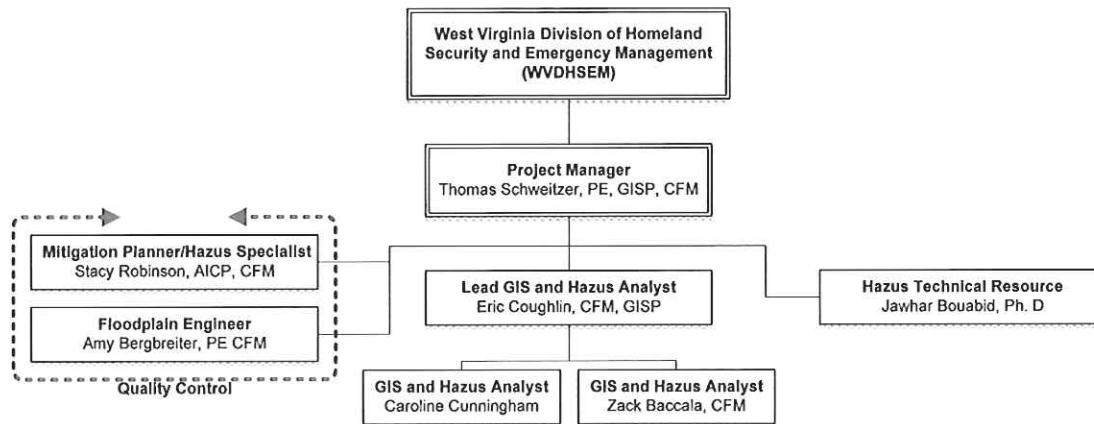 West Virginia Division of Homeland
Security and Emergency Management
(WVDHSEM)
Project Manager
Thomas Schweitzer, PE, GISP, CFM
Mitigation Planner/Hazus Specialist
Stacy Robinson, AICP, CFM
Floodplain Engineer
Amy Bergbreiter, PE CFM
Quality Control
Lead GIS and Hazus Analyst
Eric Coughlin, CFM, GISP
Hazus Technical Resource
Jawhar Bouabid, Ph. D
GIS and Hazus Analyst
Caroline Cunningham
GIS and Hazus Analyst
Zack Baccala, CFM